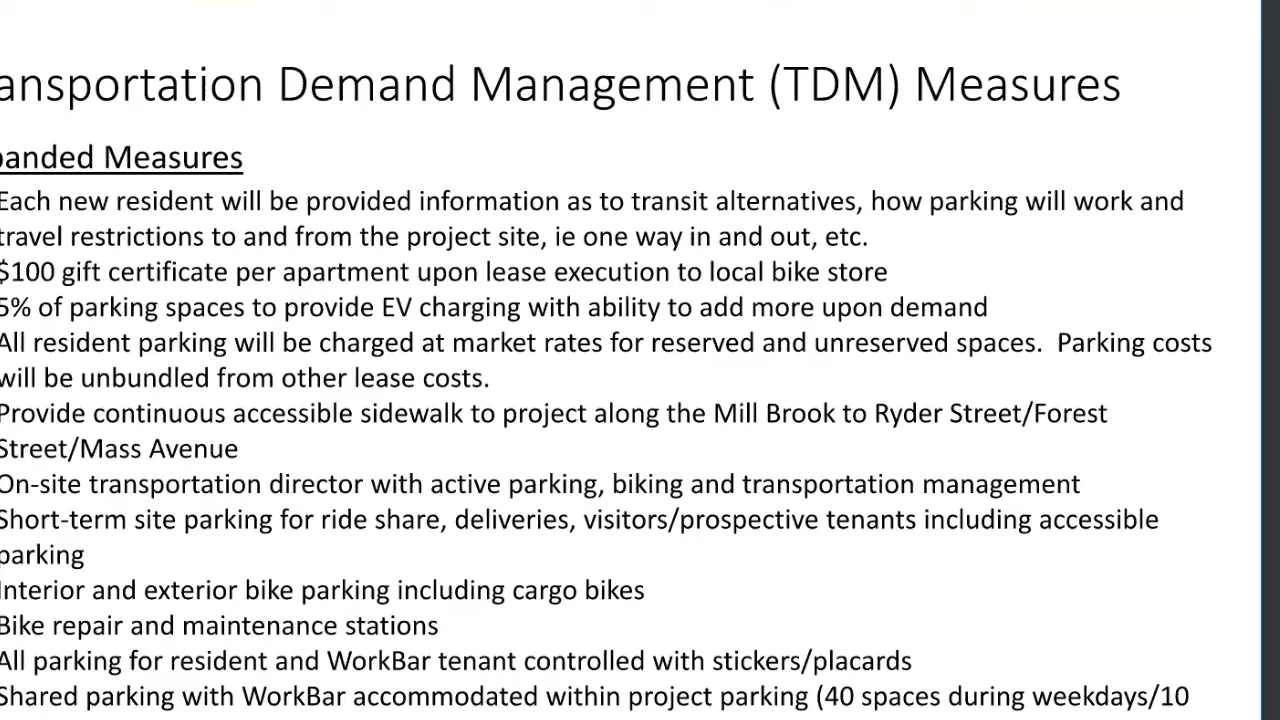 ansportation Demand Management (TDM) Measures
panded Measures
Each new resident will be provided information as to transit alternatives, how parking will work and
travel restrictions to and from the project site, ie one way in and out, etc.
$100 gift certificate per apartment upon lease execution to local bike store
5% of parking spaces to provide EV charging with ability to add more upon demand
All resident parking will be charged at market rates for reserved and unreserved spaces.  Parking costs
will be unbundled from other lease costs.
Provide continuous accessible sidewalk to project along the Mill Brook to Ryder Street/Forest
Street/Mass Avenue
On-site transportation director with active parking, biking and transportation management
Short-term site parking for ride share, deliveries, visitors/prospective tenants including accessible
parking
Interior and exterior bike parking including cargo bikes
Bike repair and maintenance stations
All parking for resident and WorkBar tenant controlled with stickers/placards
Shared parking with WorkBar accommodated within project parking (40 spaces during weekdays/10